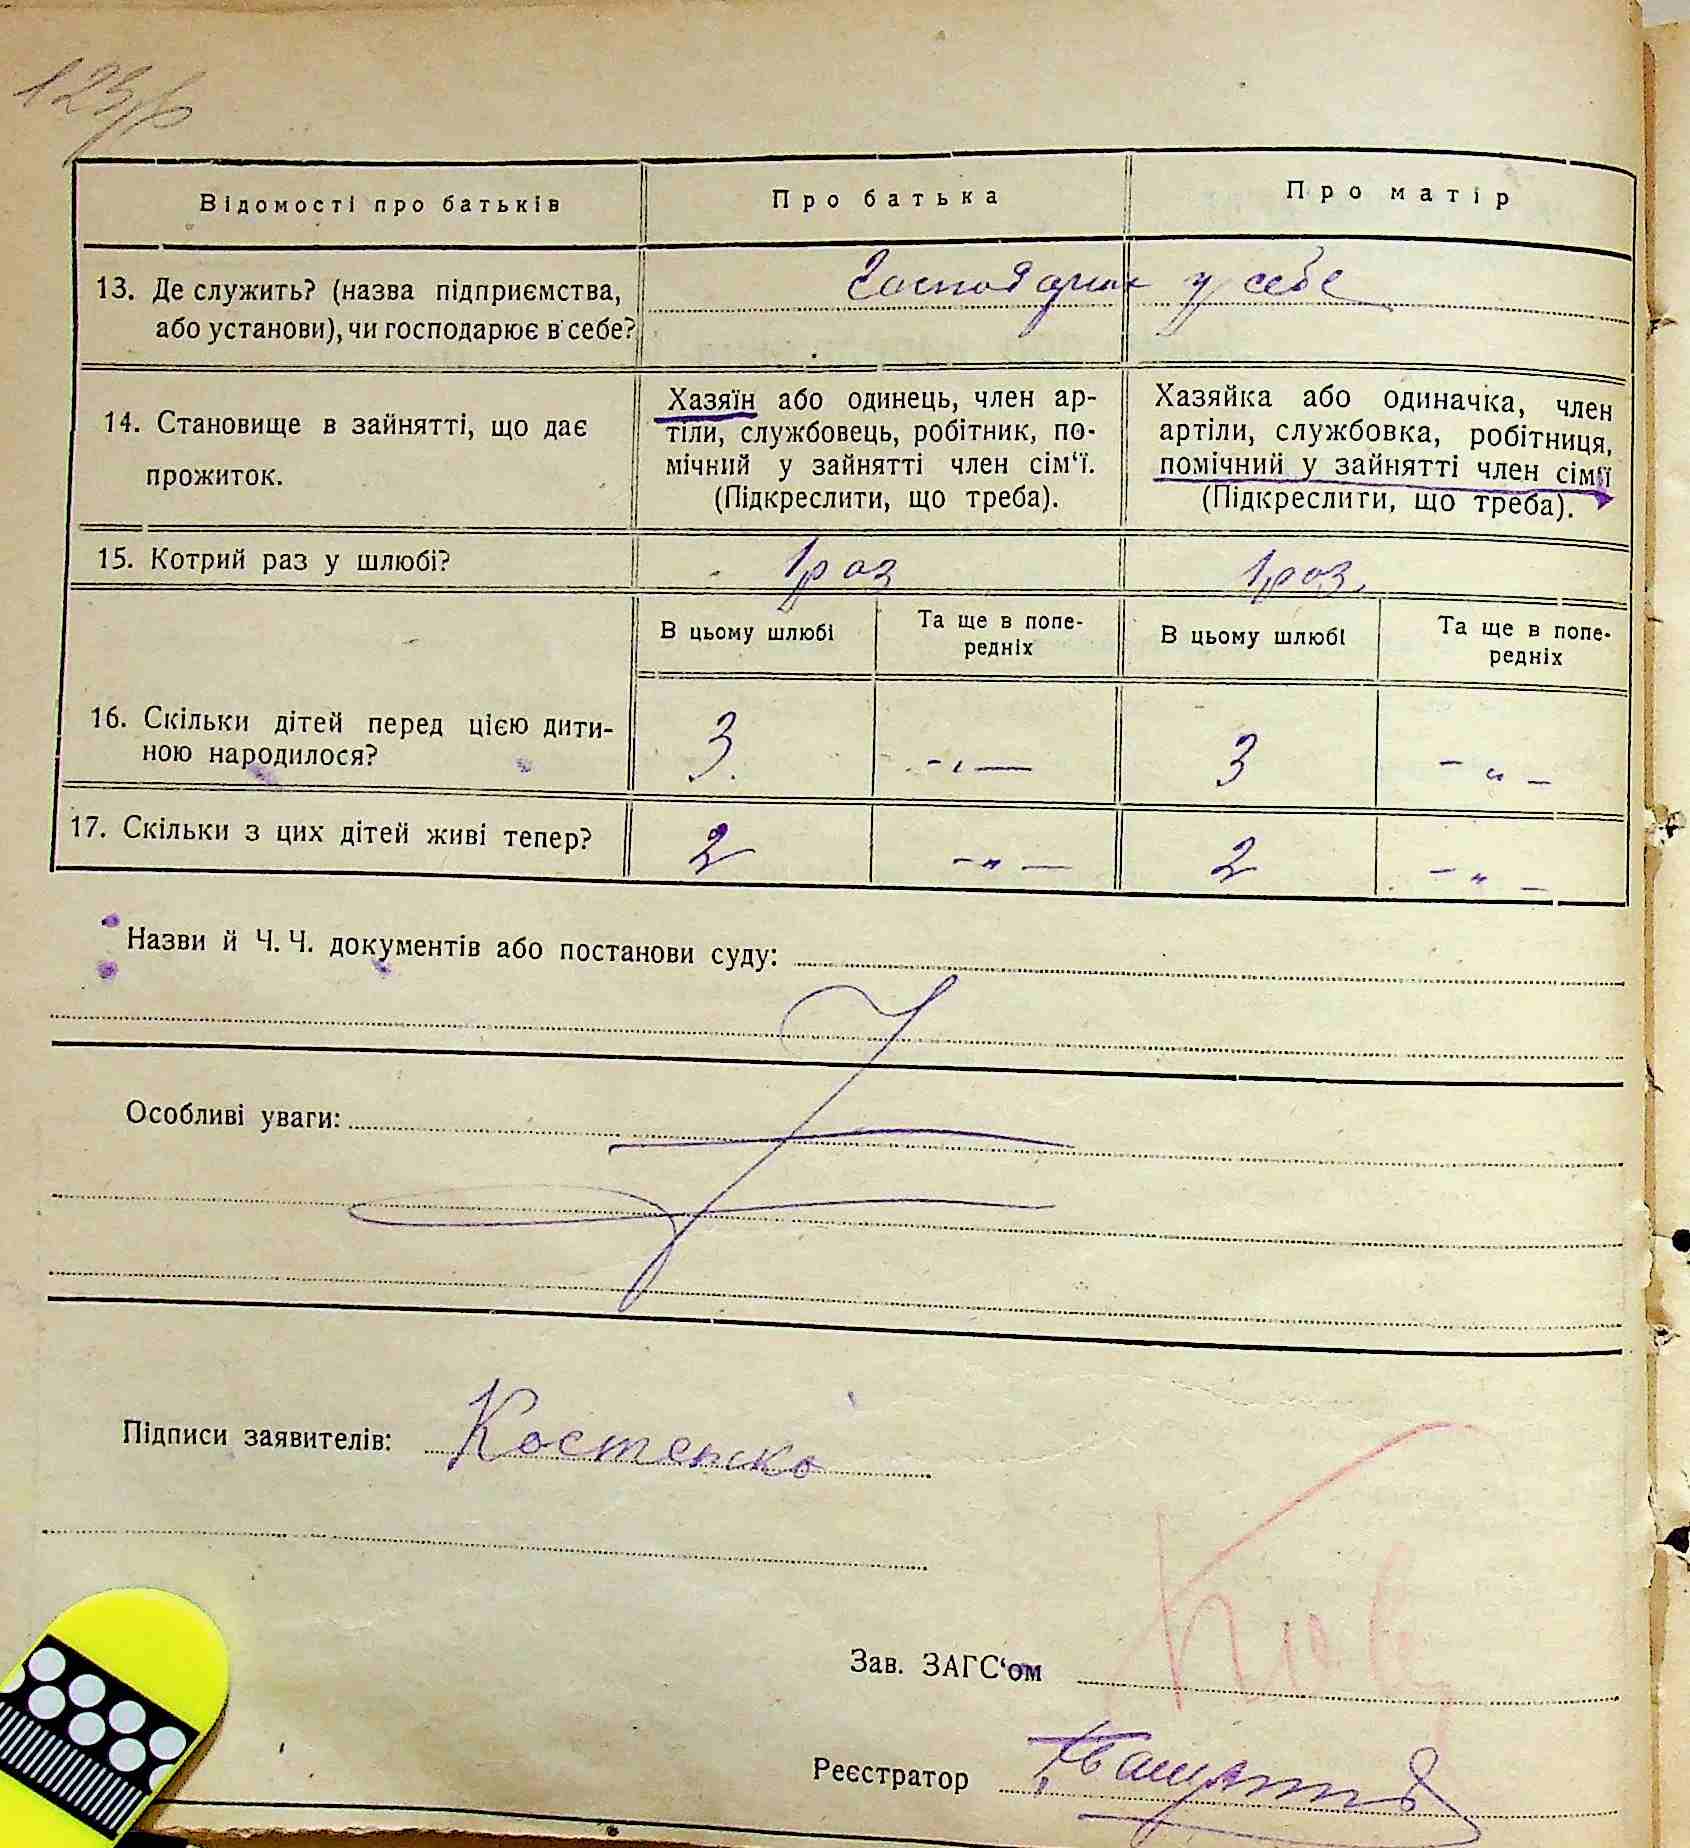 Відомості про батьків
Про батька
Про матір
13. Де служить? (назва підприємства,
або установи), чи господарює в себе?
у себе
14. Становище в зайнятті, що дає
прожиток.
Хазяїн або одинець, член ар-
тіли, службовець, робітник, по-
мічний у зайнятті член сім‘ї.
(Підкреслити, що треба).
Хазяйка або одиначка, член
артіли, службовка, робітниця,
помічний у зайнятті член сім‘ї
(Підкреслити, що треба).
15. Котрий раз у шлюбі?
1 раз
1 раз.
В цьому шлюбі
Та ще в попе-
редніх
В цьому шлюбі
Та ще в попе-
редніх
16. Скільки дітей перед цією дити-
ною народилося?
3.
- „ —
3
- „ -
17. Скільки з цих дітей живі тепер?
2
- „ —
2
- „ -
Назви й Ч. Ч. документів або постанови суду:
Особливі уваги:
Підписи заявителів: Костенко
Зав. ЗАГС‘ом
Реєстратор